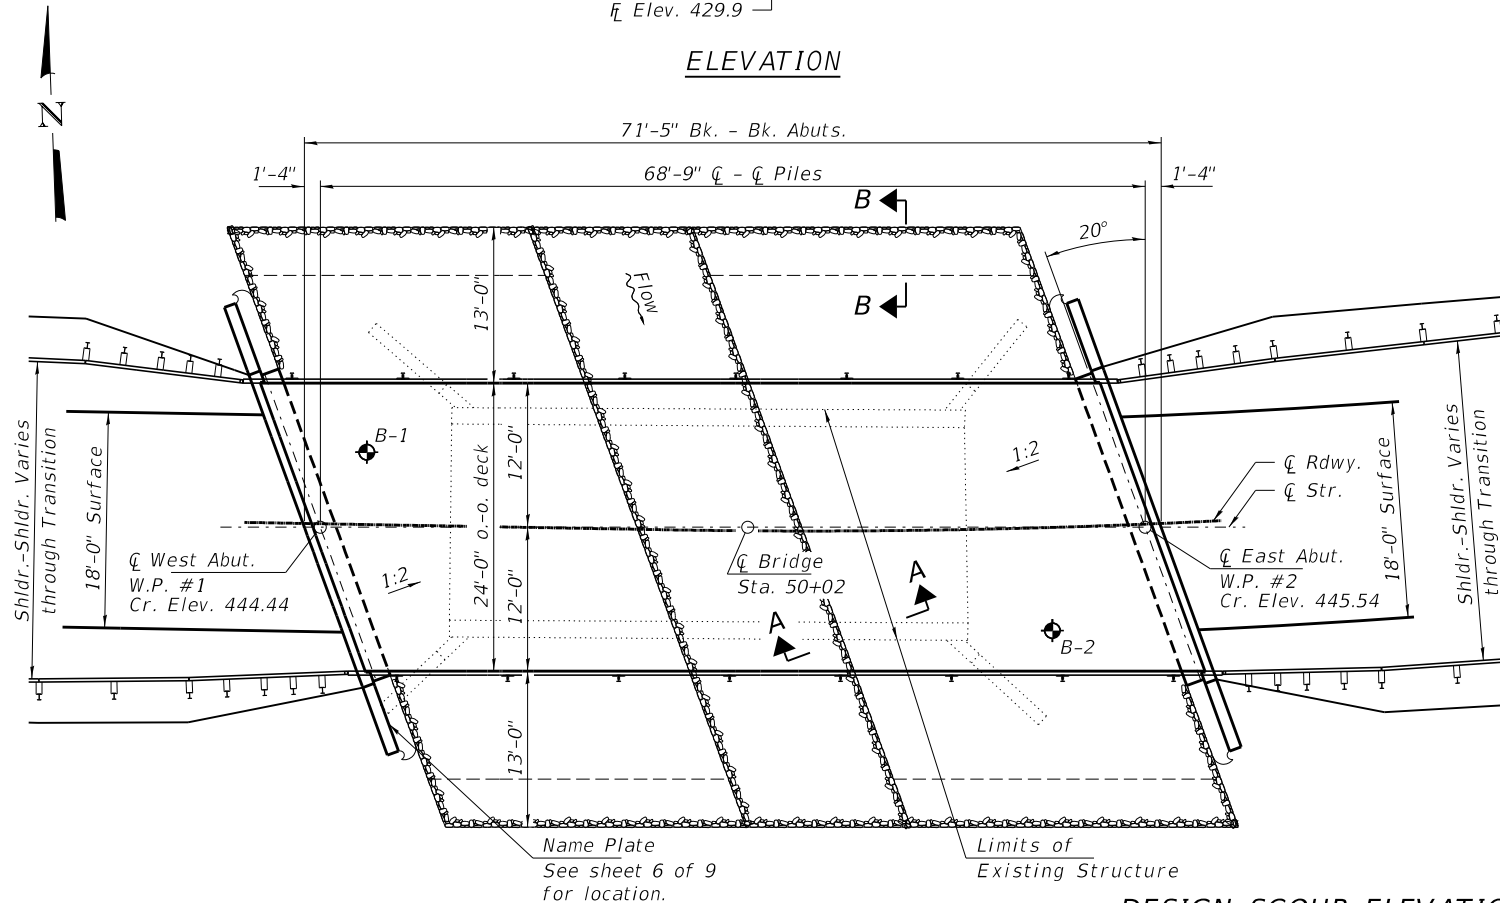 ℄ Elev. 429.9
ELEVATION
N
71'-5" Bk. - Bk. Abuts.
1'-4"
68'-9" ℄ - ℄ Piles
1'-4"
B
20°
13'-0"
Flow
B
B-1
12'-0"
24'-0" o.-o. deck
12'-0"
13'-0"
1:2
1:2
℄ Rdwy.
℄ Str.
Shldr.-Shldr. Varies
through Transition
18'-0" Surface
℄ West Abut.
W.P. #1
Cr. Elev. 444.44
℄ Bridge
Sta. 50+02
A
A
B-2
℄ East Abut.
W.P. #2
Cr. Elev. 445.54
18'-0" Surface
Shldr.-Shldr. Varies
through Transition
Name Plate
See sheet 6 of 9
for location.
Limits of
Existing Structure
DESIGN SCOUR ELEVATIO